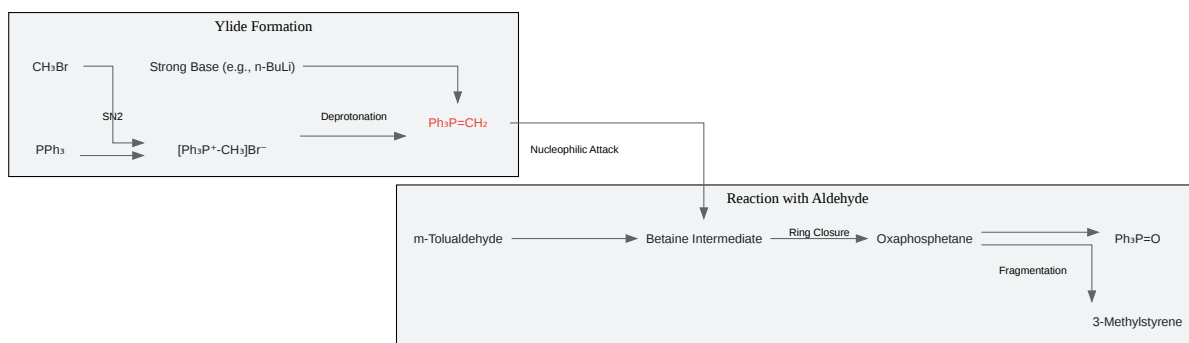 Ylide Formation
CH₃Br
Strong Base (e.g., n-BuLi)
SN2
Deprotonation
Ph₃P=CH₂
PPh₃
[Ph₃P⁺-CH₃]Br⁻
Nucleophilic Attack
Reaction with Aldehyde
m-Tolualdehyde
Betaine Intermediate
Ring Closure
Oxaphosphetane
Ph₃P=O
Fragmentation
3-Methylstyrene